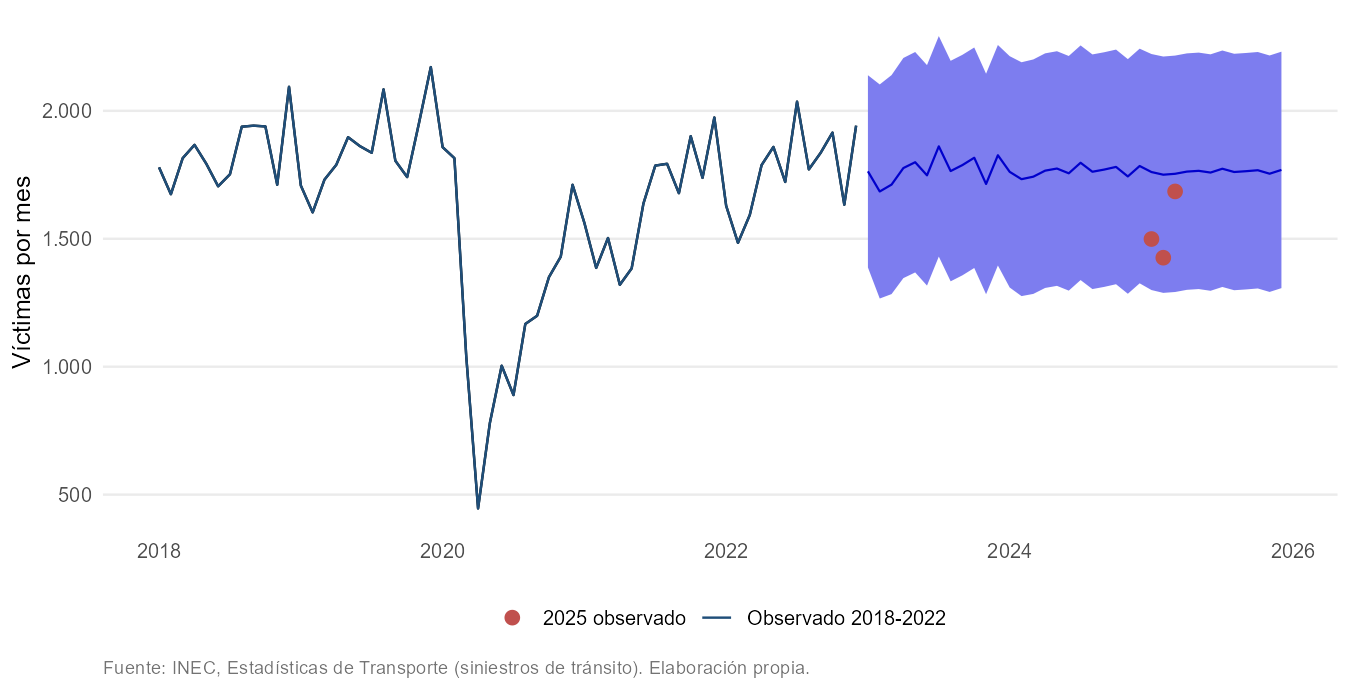 Víctimas por mes
2.000
1.500
1.000
500
2018 2020 2022 2024 2026
2025 observado Observado 2018-2022
Fuente: INEC, Estadísticas de Transporte (siniestros de tránsito). Elaboración propia.